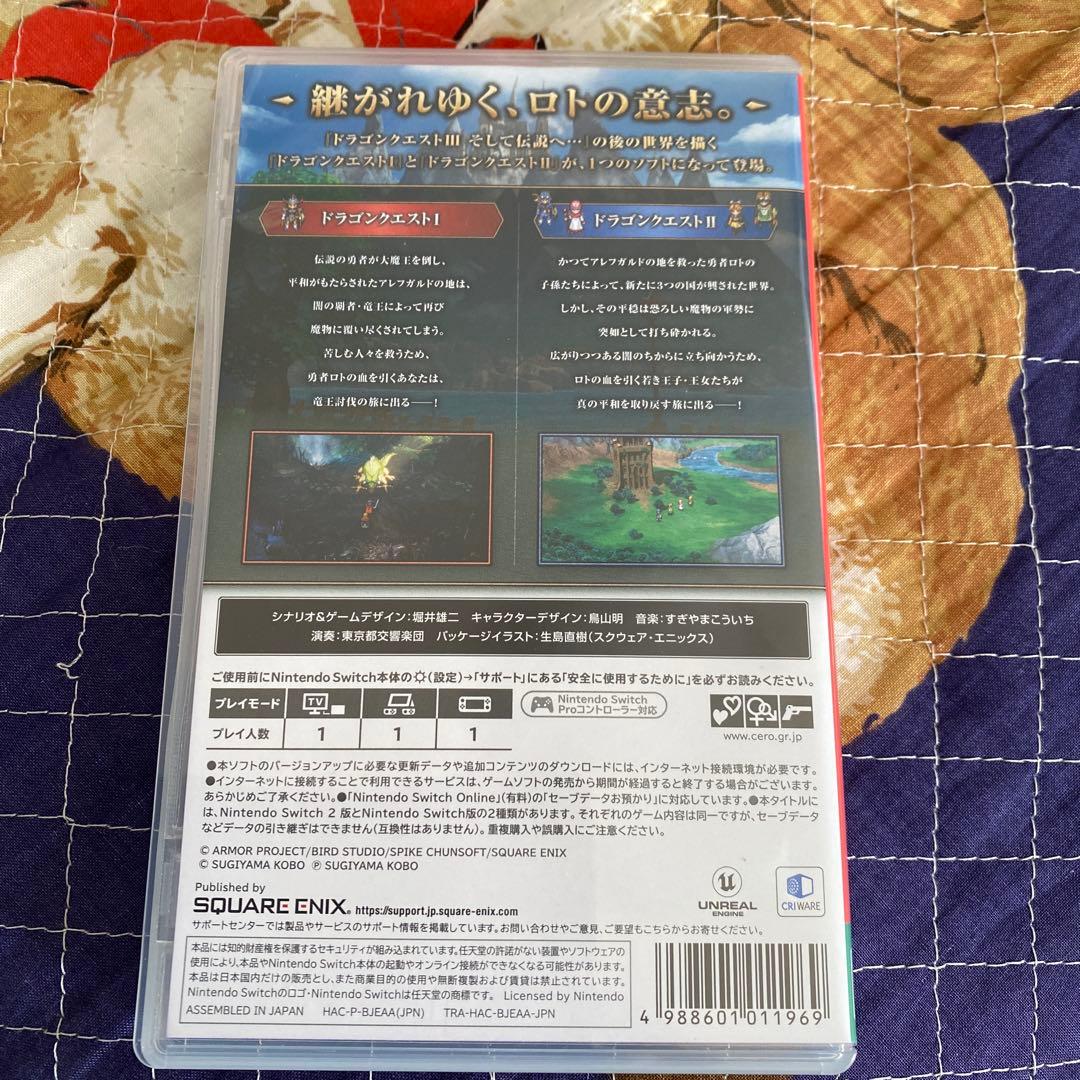 継がれゆく、ロトの意志。
『ドラゴンクエストIII そして伝説へ…』の後の世界を描く
『ドラゴンクエストI』と『ドラゴンクエストII』が、1つのソフトになって登場。
ドラゴンクエストI
伝説の勇者が大魔王を倒し、
平和がもたらされたアレフガルドの地は、
闇の覇者・竜王によって再び
魔物に覆い尽くされてしまう。
苦しむ人々を救うため、
勇者ロトの血を引くあなたは、
竜王討伐の旅に出る――!
ドラゴンクエストII
かつてアレフガルドの地を救った勇者ロトの
子孫たちによって、新たに3つの国が興された世界。
しかし、その平穏は恐ろしい魔物の軍勢に
突如として打ち砕かれる。
広がりつつある闇のちからに立ち向かうため、
ロトの血を引く若き王子・王女たちが
真の平和を取り戻す旅に出る――!
シナリオ&ゲームデザイン:堀井雄二 キャラクターデザイン:鳥山明 音楽:すぎやまこういち
演奏:東京都交響楽団 パッケージイラスト:生島直樹(スクウェア・エニックス)
ご使用前にNintendo Switch本体の(設定)→「サポート」にある「安全に使用するために」を必ずお読みください。
プレイモード TV
Nintendo Switch
Proコントローラー対応
プレイ人数 1 1 1
www.cero.gr.jp
●本ソフトのバージョンアップに必要な更新データや追加コンテンツのダウンロードには、インターネット接続環境が必要です。
●インターネットに接続することで利用できるサービスは、ゲームソフトの発売から期間が経過すると終了する場合がございます。
あらかじめご了承ください。●「Nintendo Switch Online」(有料)の「セーブデータお預かり」に対応しています。●本タイトルに
は、Nintendo Switch 2 版とNintendo Switch版の2種類があります。それぞれのゲーム内容は同一ですが、セーブデータ
などデータの引き継ぎはできません(互換性はありません)。重複購入や誤購入にご注意ください。
© ARMOR PROJECT/BIRD STUDIO/SPIKE CHUNSOFT/SQUARE ENIX
© SUGIYAMA KOBO ℗ SUGIYAMA KOBO
Published by
SQUARE ENIX. https://support.jp.square-enix.com
UNREAL
ENGINE
CRIWARE
サポートセンターでは製品やサービスのサポート情報を掲載しています。お問い合わせやご意見、ご要望もこちらからお寄せください。
本品には知的財産権を保護するセキュリティが組み込まれています。任天堂の許諾がない装置やソフトウェアの
使用により、本品やNintendo Switch本体の起動やオンライン接続ができなくなる可能性があります。
本品は日本国内だけの販売とし、また商業目的の使用や無断複製および賃貸は禁止されています。
Nintendo Switchのロゴ・Nintendo Switchは任天堂の商標です。 Licensed by Nintendo
ASSEMBLED IN JAPAN HAC-P-BJEAA(JPN) TRA-HAC-BJEAA-JPN
4 988601 011969